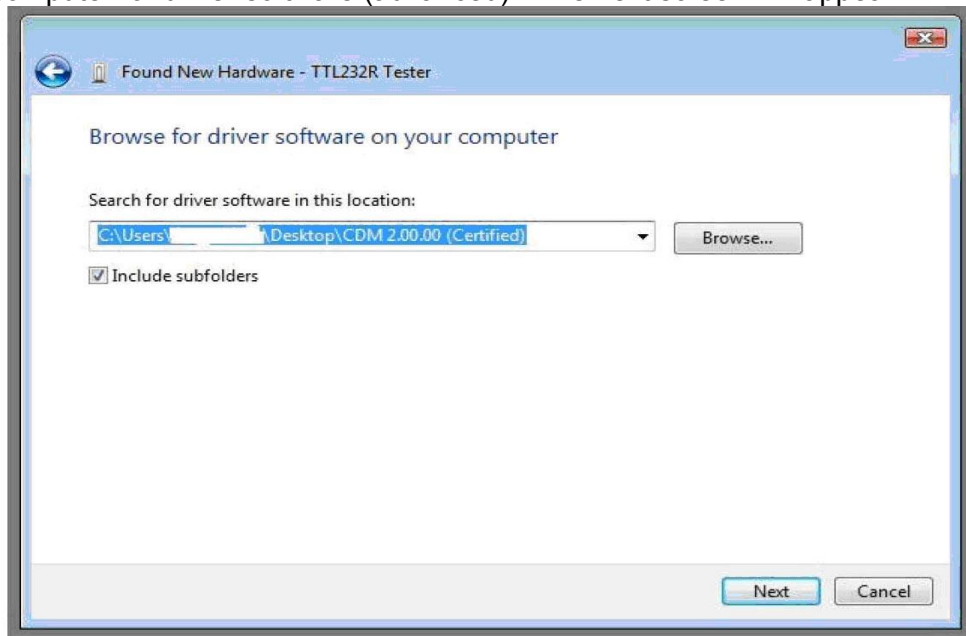 Found New Hardware - TTL232R Tester
Browse for driver software on your computer
Search for driver software in this location:
C:\Users\ \Desktop\CDM 2.00.00 (Certified)
Browse...
Include subfolders
Next Cancel